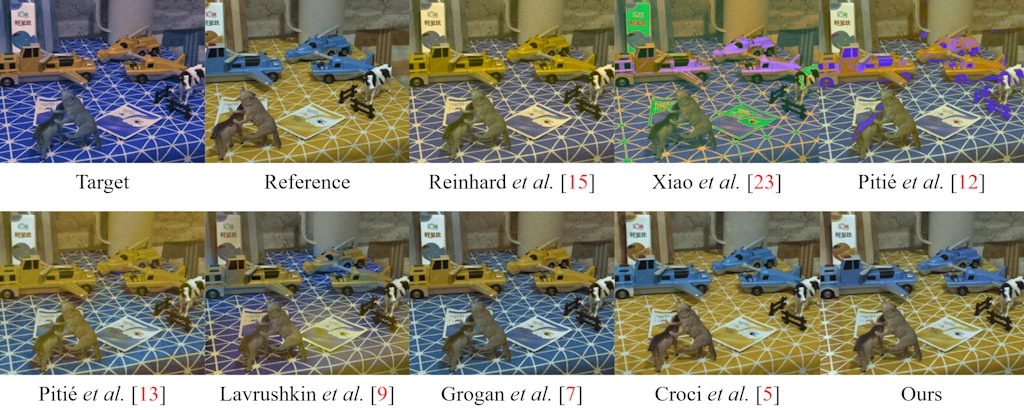 Target
Reference
Reinhard et al. [15]
Xiao et al. [23]
Pitié et al. [12]
Pitié et al. [13]
Lavrushkin et al. [9]
Grogan et al. [7]
Croci et al. [5]
Ours